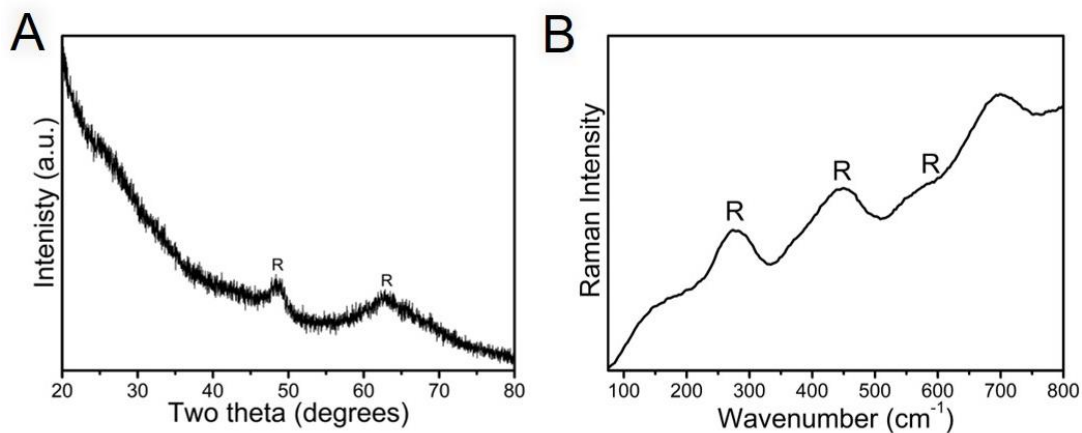 A
Intenisty (a.u.)
R
R
20 30 40 50 60 70 80
Two theta (degrees)
B
Raman Intensity
R
R
R
100 200 300 400 500 600 700 800
Wavenumber (cm⁻¹)